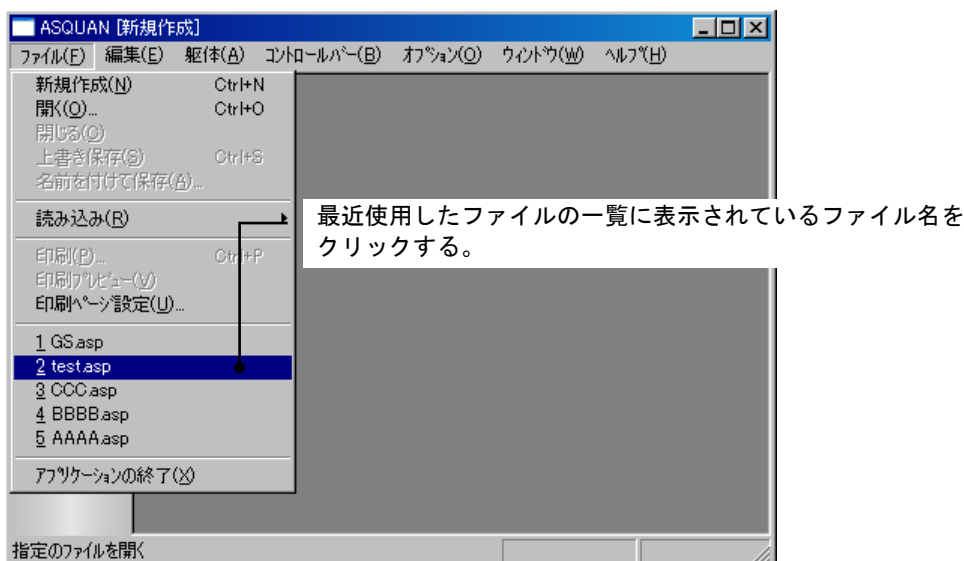 ASQUAN [新規作成]
ファイル(F) 編集(E) 躯体(A) コントロールバー(B) オプション(O) ウィンドウ(W) ヘルプ(H)
新規作成(N) Ctrl+N
開く(O)... Ctrl+O
閉じる(C)
上書き保存(S) Ctrl+S
名前を付けて保存(A)...
読み込み(R)
印刷(P)... Ctrl+P
印刷プレビュー(V)
印刷ページ設定(U)...
1 GS.asp
2 test.asp
3 CCC.asp
4 BBBB.asp
5 AAAA.asp
アプリケーションの終了(X)
最近使用したファイルの一覧に表示されているファイル名を
クリックする。
指定のファイルを開く